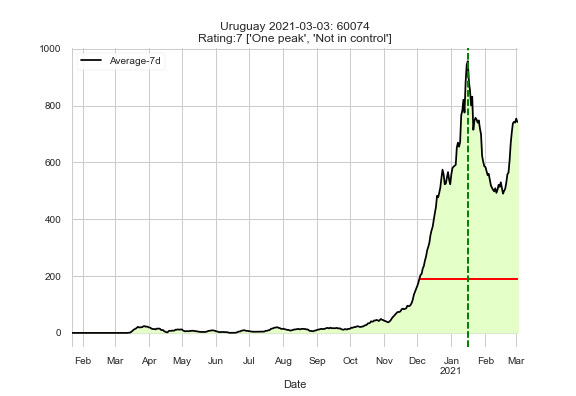 Uruguay 2021-03-03: 60074
Rating:7 ['One peak', 'Not in control']
1000
Average-7d
800
600
400
200
0
Feb Mar Apr May Jun Jul Aug Sep Oct Nov Dec Jan Feb Mar
2021
Date